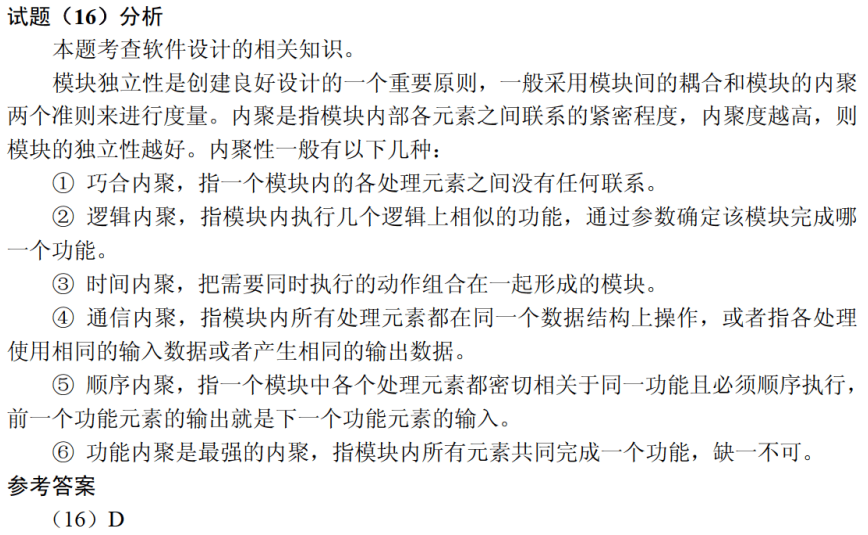 试题（16）分析
本题考查软件设计的相关知识。
模块独立性是创建良好设计的一个重要原则，一般采用模块间的耦合和模块的内聚
两个准则来进行度量。内聚是指模块内部各元素之间联系的紧密程度，内聚度越高，则
模块的独立性越好。内聚性一般有以下几种：
① 巧合内聚，指一个模块内的各处理元素之间没有任何联系。
② 逻辑内聚，指模块内执行几个逻辑上相似的功能，通过参数确定该模块完成哪
一个功能。
③ 时间内聚，把需要同时执行的动作组合在一起形成的模块。
④ 通信内聚，指模块内所有处理元素都在同一个数据结构上操作，或者指各处理
使用相同的输入数据或者产生相同的输出数据。
⑤ 顺序内聚，指一个模块中各个处理元素都密切相关于同一功能且必须顺序执行，
前一个功能元素的输出就是下一个功能元素的输入。
⑥ 功能内聚是最强的内聚，指模块内所有元素共同完成一个功能，缺一不可。
参考答案
（16）D